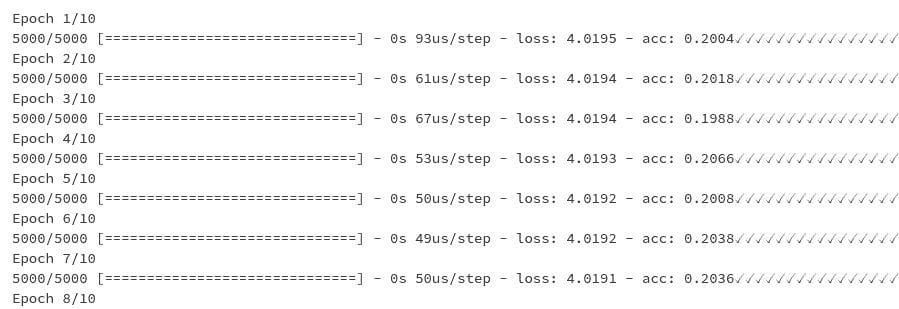 Epoch 1/10
5000/5000 [==============================] - 0s 93us/step - loss: 4.0195 - acc: 0.2004✓✓✓✓✓✓✓✓✓✓✓✓✓
Epoch 2/10
5000/5000 [==============================] - 0s 61us/step - loss: 4.0194 - acc: 0.2018✓✓✓✓✓✓✓✓✓✓✓✓✓
Epoch 3/10
5000/5000 [==============================] - 0s 67us/step - loss: 4.0194 - acc: 0.1988✓✓✓✓✓✓✓✓✓✓✓✓✓
Epoch 4/10
5000/5000 [==============================] - 0s 53us/step - loss: 4.0193 - acc: 0.2066✓✓✓✓✓✓✓✓✓✓✓✓✓
Epoch 5/10
5000/5000 [==============================] - 0s 50us/step - loss: 4.0192 - acc: 0.2008✓✓✓✓✓✓✓✓✓✓✓✓✓
Epoch 6/10
5000/5000 [==============================] - 0s 49us/step - loss: 4.0192 - acc: 0.2038✓✓✓✓✓✓✓✓✓✓✓✓✓
Epoch 7/10
5000/5000 [==============================] - 0s 50us/step - loss: 4.0191 - acc: 0.2036✓✓✓✓✓✓✓✓✓✓✓✓✓
Epoch 8/10